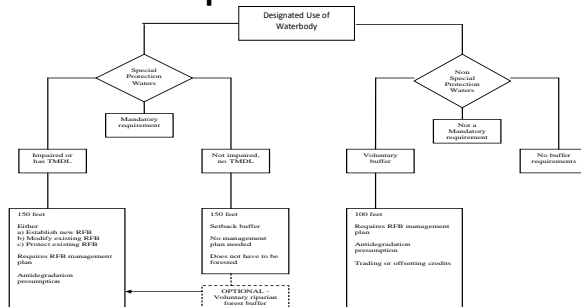 Designated Use of
Waterbody
Special
Protection
Waters
Non
Special
Protection
Waters
Mandatory
requirement
Not a
Mandatory
requirement
Impaired or
has TMDL
Not impaired,
no TMDL
Voluntary
buffer
No buffer
requirements
150 feet
Either
a) Establish new RFB
b) Modify existing RFB
c) Protect existing RFB
Requires RFB management
plan
Antidegradation
presumption
150 feet
Setback buffer
No management
plan needed
Does not have to be
forested
100 feet
Requires RFB management
plan
Antidegradation
presumption
Trading or offsetting credits
OPTIONAL -
Voluntary riparian
forest buffer